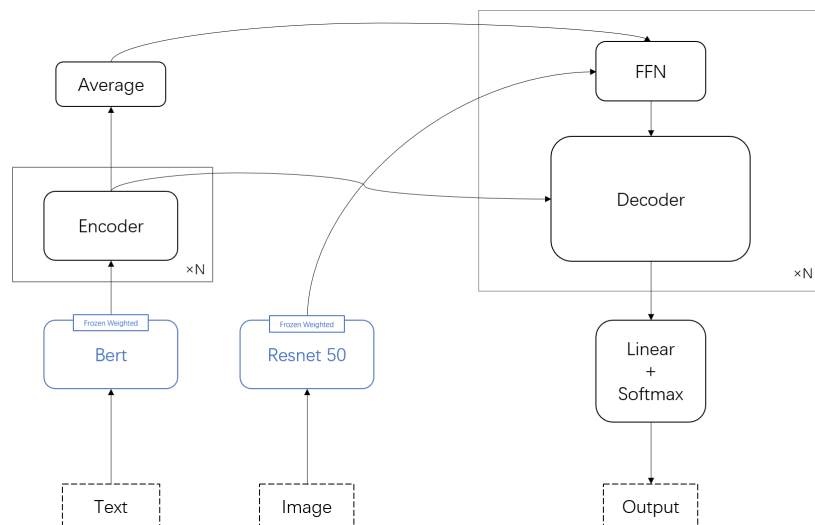 Average
FFN
Encoder
×N
Decoder
×N
Frozen Weighted
Bert
Frozen Weighted
Resnet 50
Linear
+
Softmax
Text
Image
Output